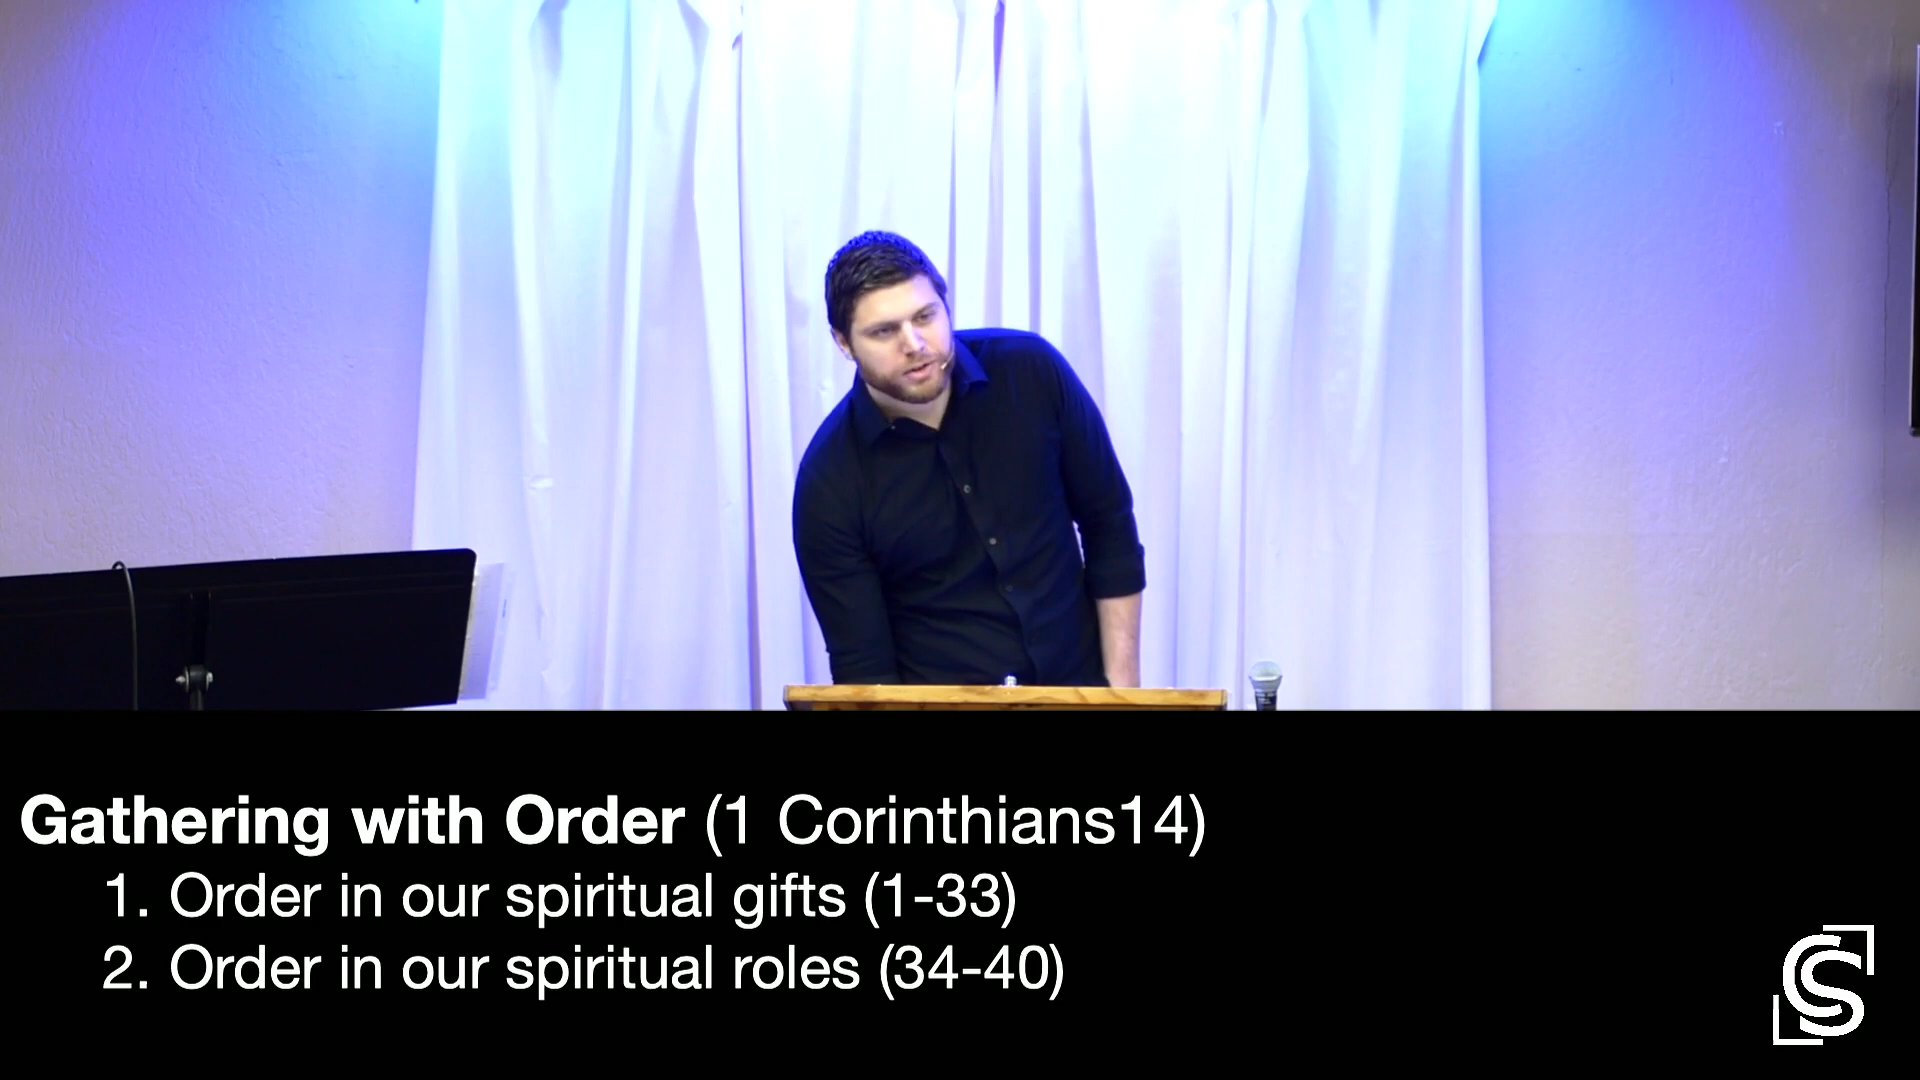 Gathering with Order (1 Corinthians14)
1. Order in our spiritual gifts (1-33)
2. Order in our spiritual roles (34-40)
CS